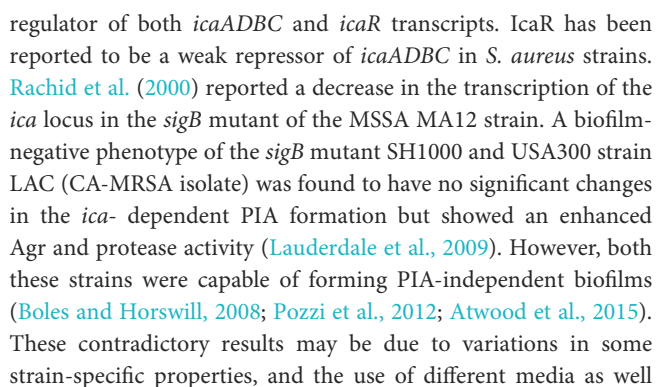 regulator of both icaADBC and icaR transcripts. IcaR has been
reported to be a weak repressor of icaADBC in S. aureus strains.
Rachid et al. (2000) reported a decrease in the transcription of the
ica locus in the sigB mutant of the MSSA MA12 strain. A biofilm-
negative phenotype of the sigB mutant SH1000 and USA300 strain
LAC (CA-MRSA isolate) was found to have no significant changes
in the ica- dependent PIA formation but showed an enhanced
Agr and protease activity (Lauderdale et al., 2009). However, both
these strains were capable of forming PIA-independent biofilms
(Boles and Horswill, 2008; Pozzi et al., 2012; Atwood et al., 2015).
These contradictory results may be due to variations in some
strain-specific properties, and the use of different media as well